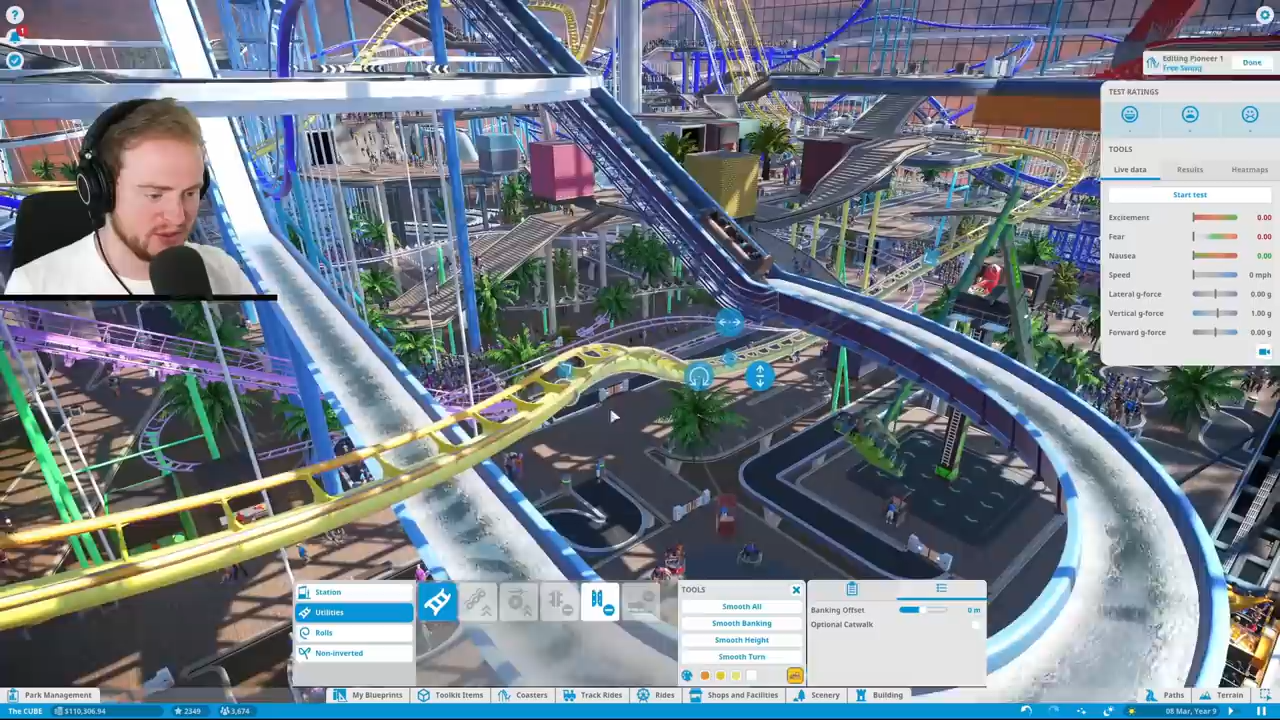 ?
1
Editing Pioneer 1
Free Swing
Done
TEST RATINGS
- - -
TOOLS
Live data Results Heatmaps
Start test
Excitement 0.00
Fear 0.00
Nausea 0.00
Speed 0 mph
Lateral g-force 0.00 g
Vertical g-force 1.00 g
Forward g-force 0.00 g
Station
Utilities
Rolls
Non-inverted
TOOLS
Smooth All
Smooth Banking
Smooth Height
Smooth Turn
Banking Offset 0 m
Optional Catwalk
Park Management My Blueprints Toolkit Items Coasters Track Rides Rides Shops and Facilities Scenery Building Paths Terrain
The CUBE $110,306.94 2349 3,674 08 Mar, Year 9